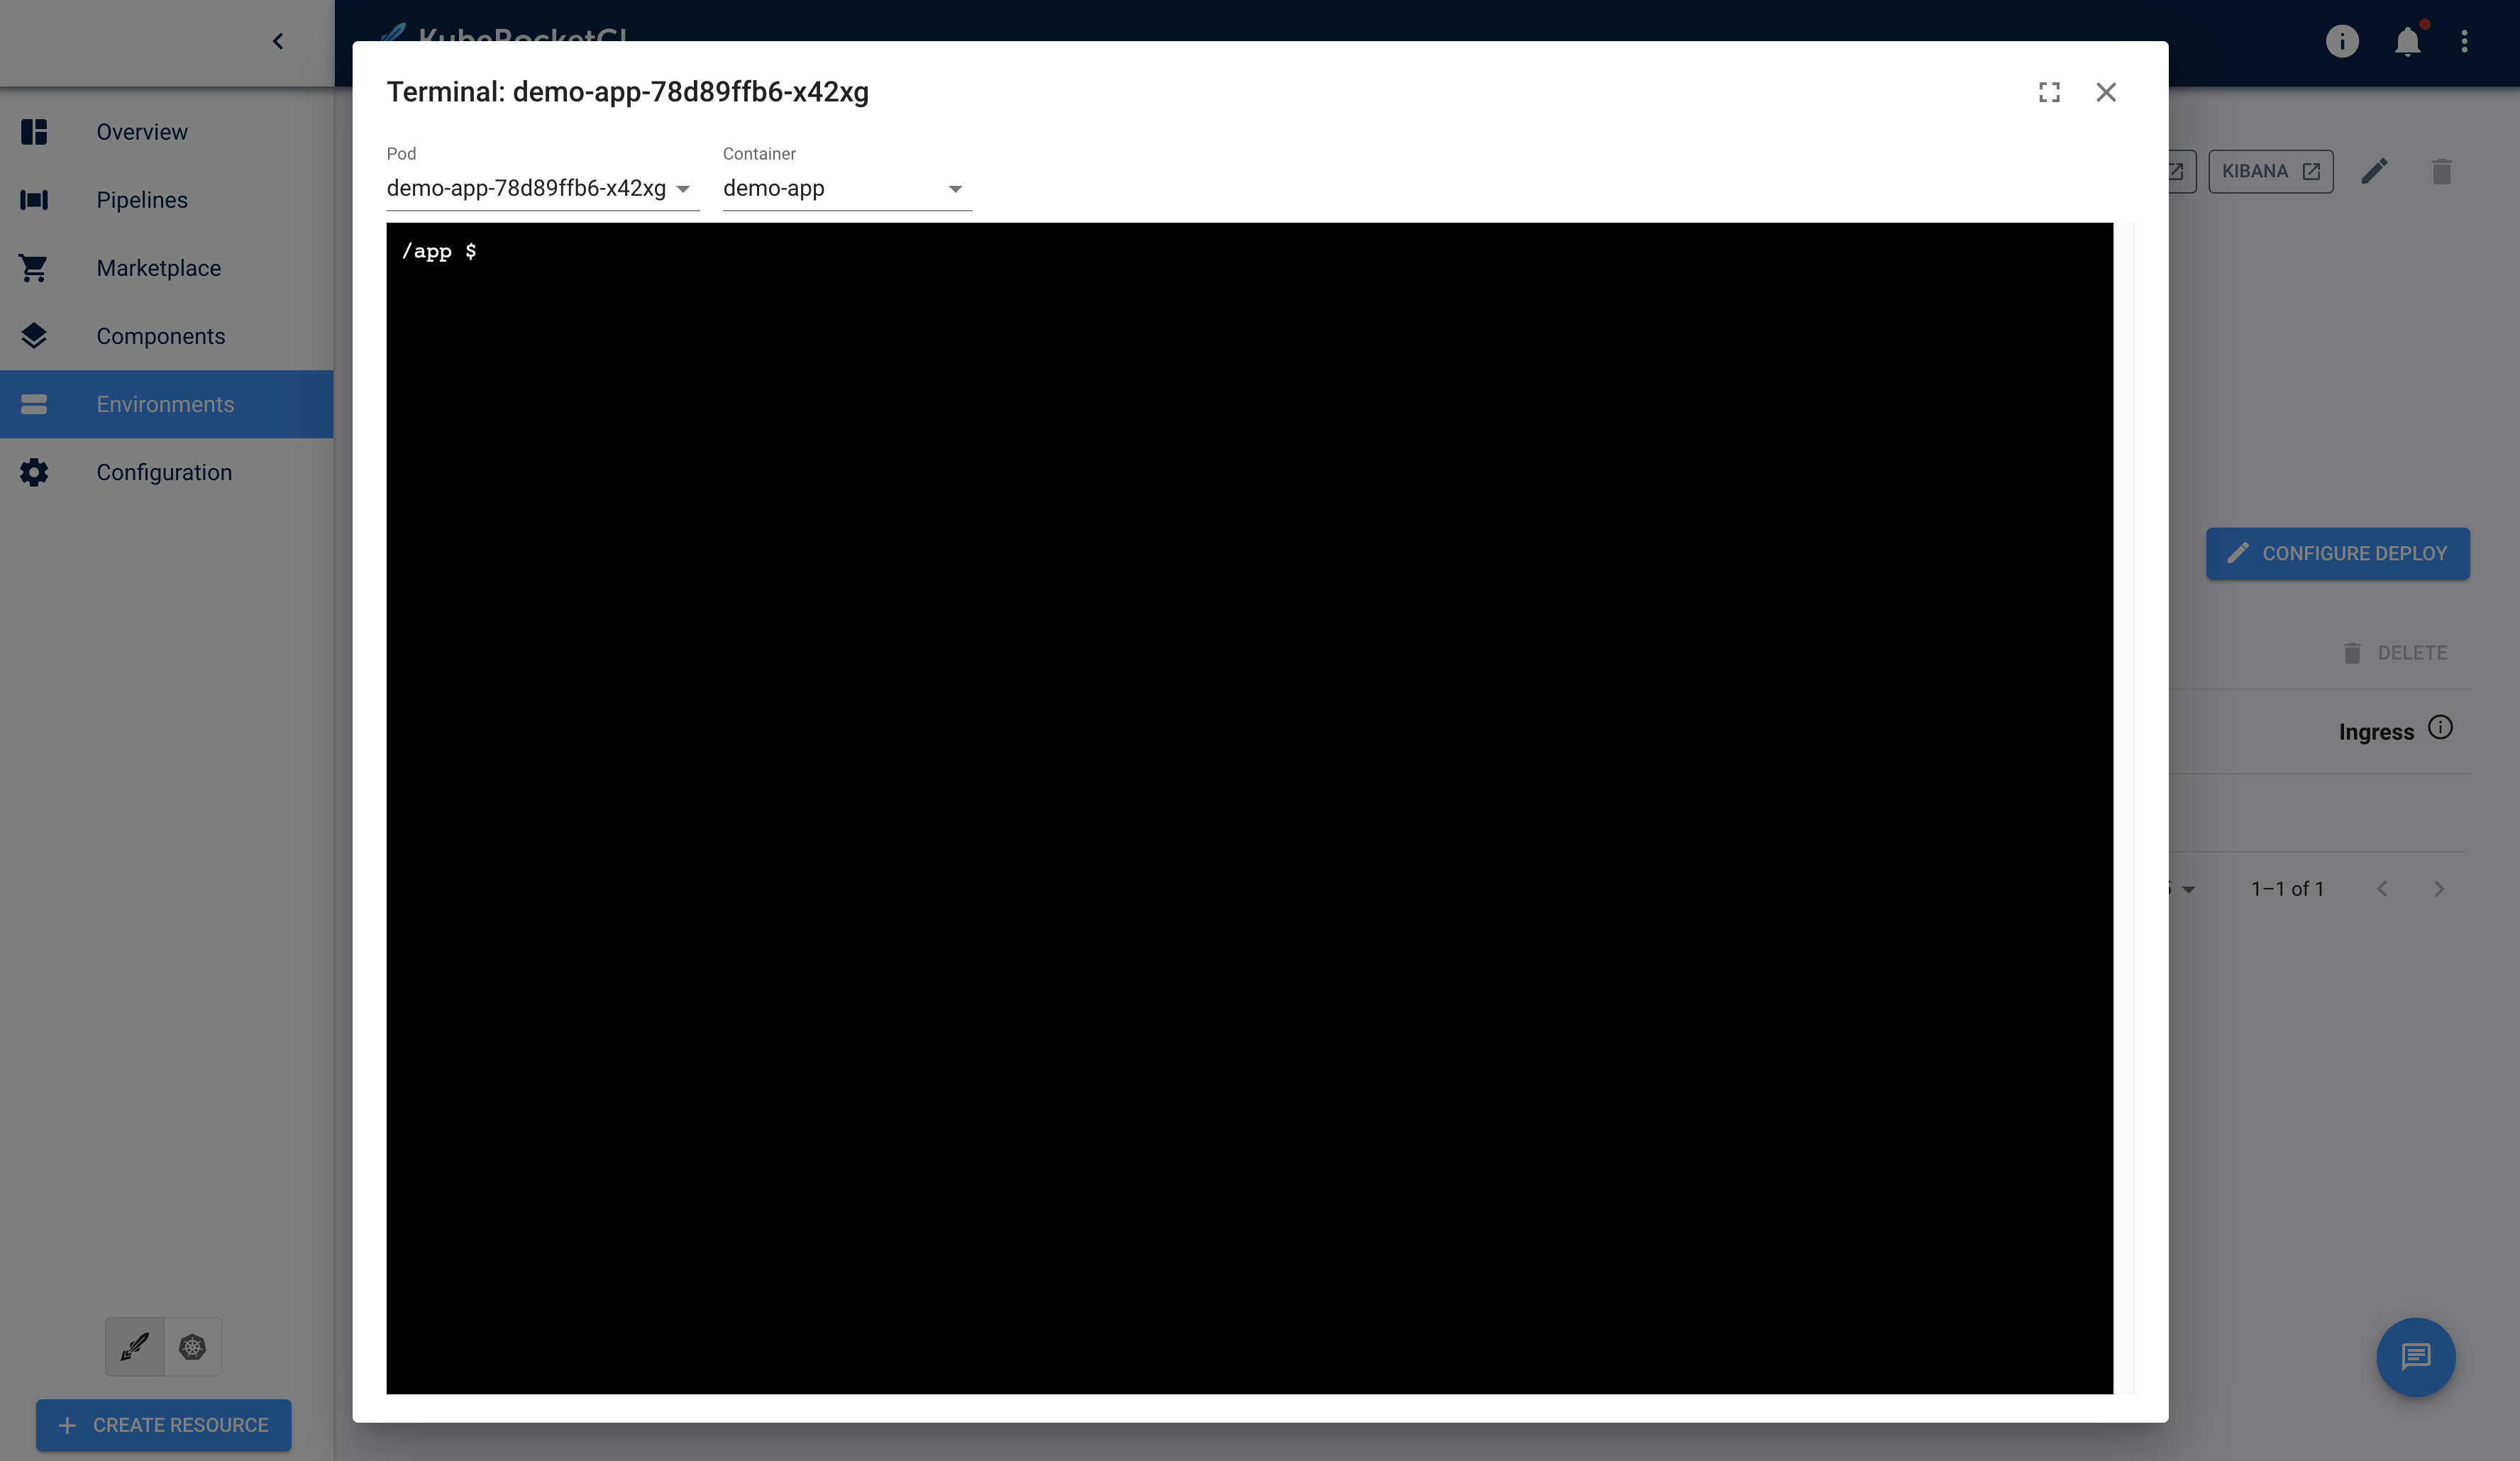 KubeRocketCI
Terminal: demo-app-78d89ffb6-x42xg
Pod
Container
demo-app-78d89ffb6-x42xg
demo-app
/app $
Overview
Pipelines
Marketplace
Components
Environments
Configuration
CREATE RESOURCE
KIBANA
CONFIGURE DEPLOY
DELETE
Ingress
1–1 of 1